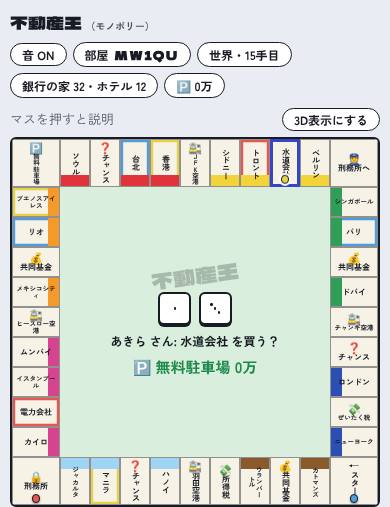 不動産王 （モノポリー）
音 ON 部屋 MW1QU 世界・15手目
銀行の家 32・ホテル 12 🅿️ 0万
マスを押すと説明 3D表示にする
🅿️無料駐車場 ソウル ❓チャンス 台北 香港 JFK空港 シドニー トロント 水道会社 ベルリン 刑務所へ
ブエノスアイレス シンガポール
リオ パリ
共同基金 共同基金
メキシコシティ ドバイ
ヒースロー空港 チャンギ空港
ムンバイ ❓チャンス
イスタンブール ロンドン
電力会社 ぜいたく税
カイロ ニューヨーク
不動産王
あきら さん: 水道会社 を買う？
🅿️ 無料駐車場 0万
刑務所 ジャカルタ マニラ ❓チャンス ハノイ 羽田空港 所得税 クアランバートル 共同基金 カトマンズ ←スタート